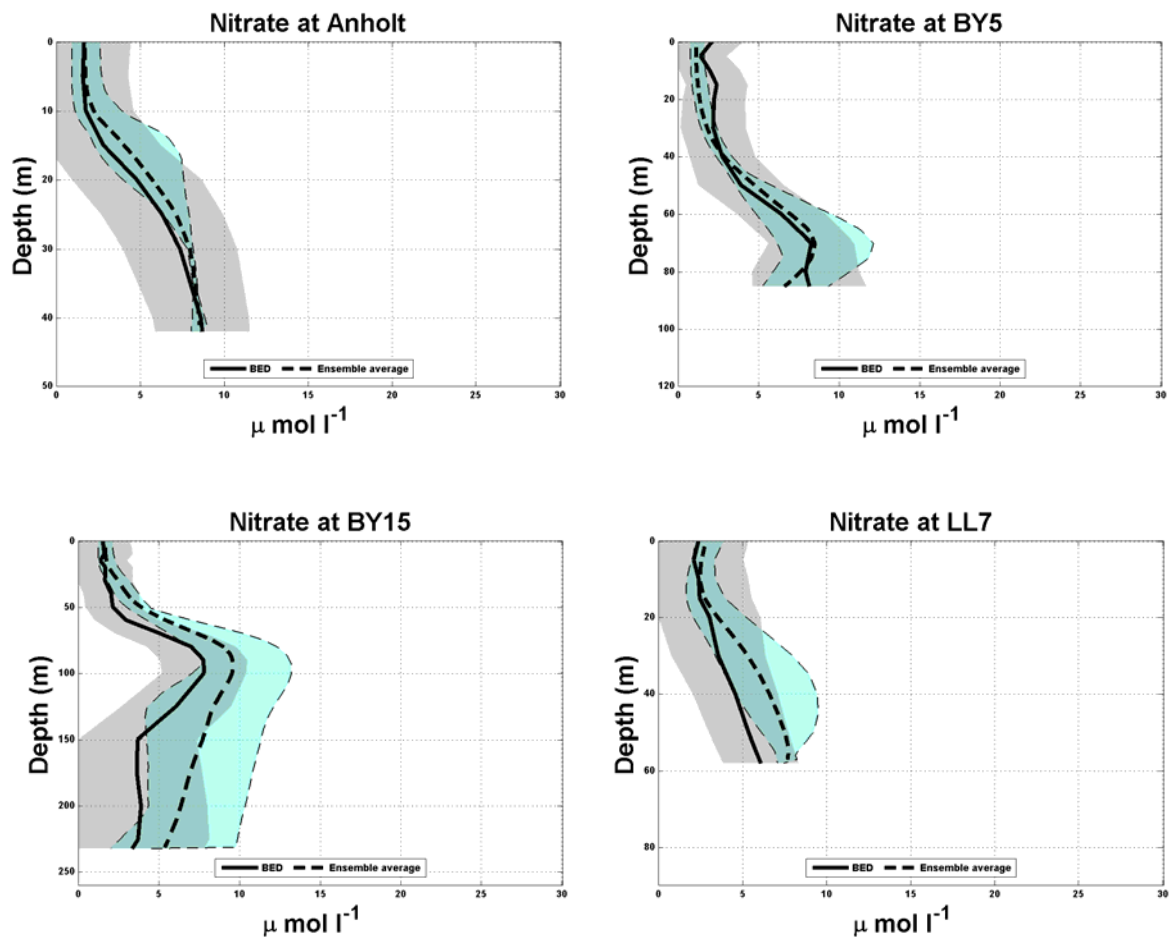 Nitrate at Anholt
0
10
20
30
40
50
Depth (m)
BED Ensemble average
0 5 10 15 20 25 30
μ mol l⁻¹
Nitrate at BY5
0
20
40
60
80
100
120
Depth (m)
BED Ensemble average
0 5 10 15 20 25 30
μ mol l⁻¹
Nitrate at BY15
0
50
100
150
200
250
Depth (m)
BED Ensemble average
0 5 10 15 20 25 30
μ mol l⁻¹
Nitrate at LL7
0
20
40
60
80
Depth (m)
BED Ensemble average
0 5 10 15 20 25 30
μ mol l⁻¹